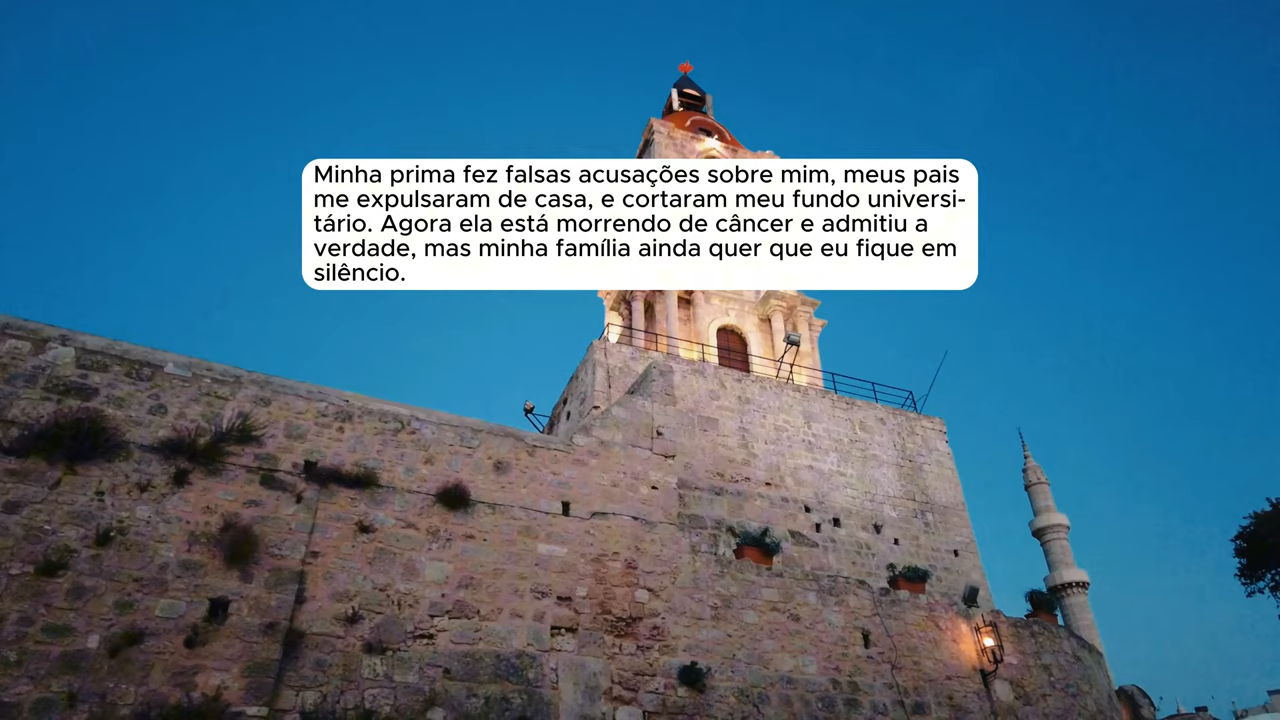 Minha prima fez falsas acusações sobre mim, meus pais
me expulsaram de casa, e cortaram meu fundo universi-
tário. Agora ela está morrendo de câncer e admitiu a
verdade, mas minha família ainda quer que eu fique em
silêncio.